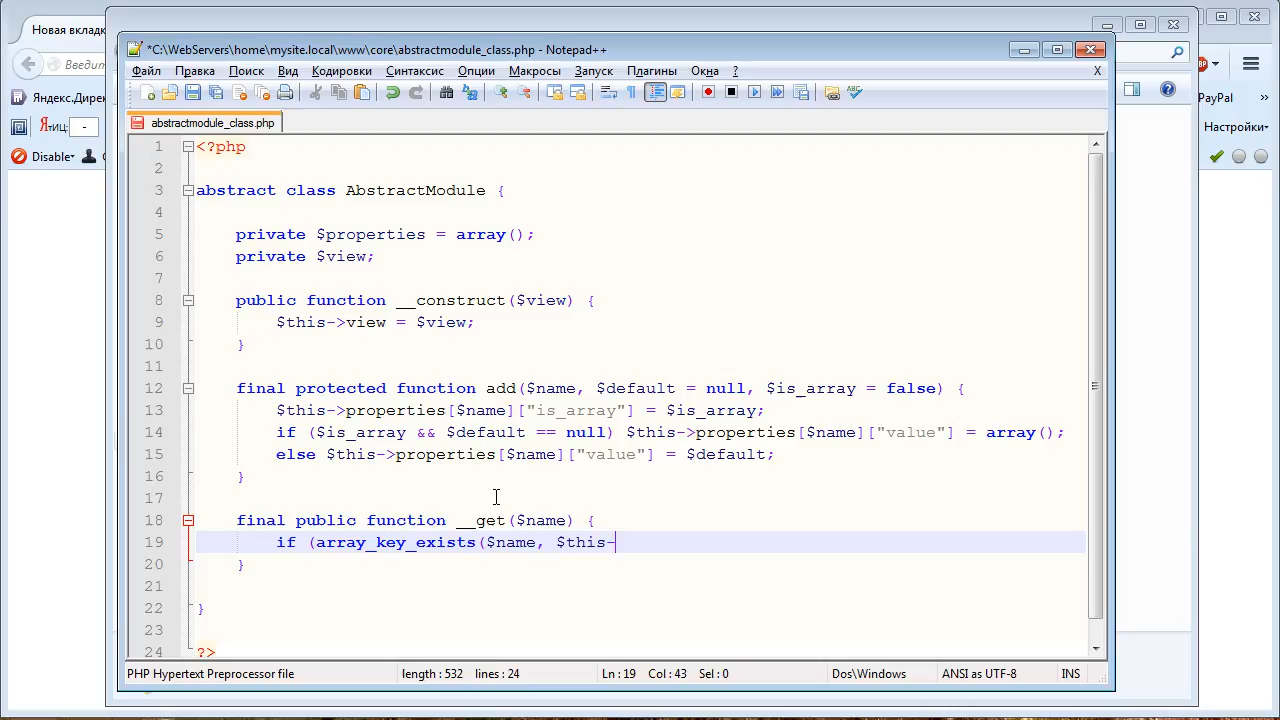 Новая вкладк
*C:\WebServers\home\mysite.local\www\core\abstractmodule_class.php - Notepad++
Введит
Файл Правка Поиск Вид Кодировки Синтаксис Опции Макросы Запуск Плагины Окна ? X
Яндекс.Дирек
PayPal
abstractmodule_class.php
Ятиц: -
Настройки
Disable
1 <?php
2
3 abstract class AbstractModule {
4
5 private $properties = array();
6 private $view;
7
8 public function __construct($view) {
9 $this->view = $view;
10 }
11
12 final protected function add($name, $default = null, $is_array = false) {
13 $this->properties[$name]["is_array"] = $is_array;
14 if ($is_array && $default == null) $this->properties[$name]["value"] = array();
15 else $this->properties[$name]["value"] = $default;
16 }
17
18 final public function __get($name) {
19 if (array_key_exists($name, $this-
20 }
21
22 }
23
24 ?>
PHP Hypertext Preprocessor file length : 532 lines : 24 Ln : 19 Col : 43 Sel : 0 Dos\Windows ANSI as UTF-8 INS